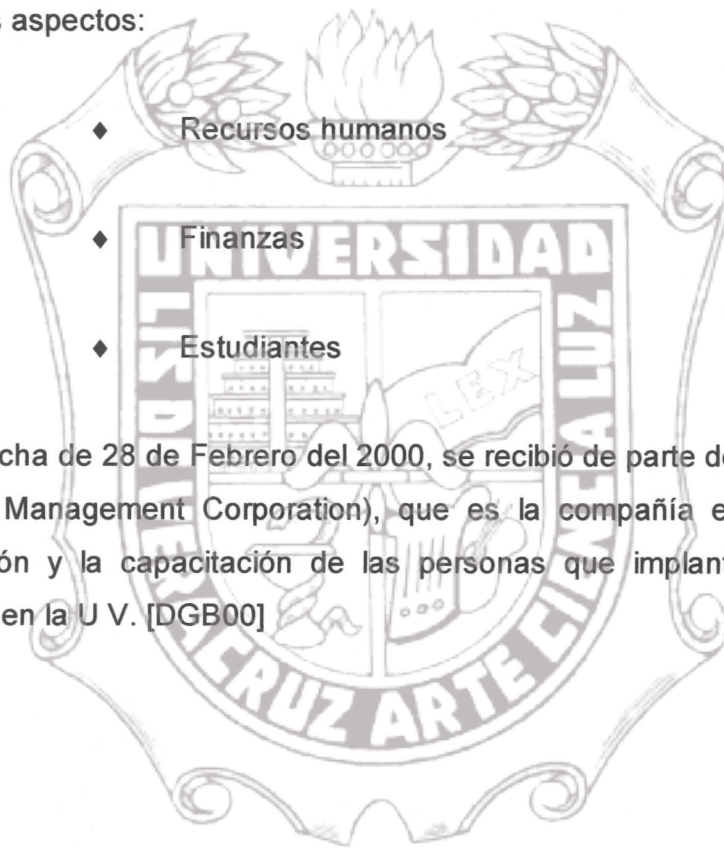 s aspectos:
♦ Recursos humanos
♦ Finanzas
♦ Estudiantes
cha de 28 de Febrero del 2000, se recibió de parte de
Management Corporation), que es la compañía e
ón y la capacitación de las personas que implant
en la U V. [DGB00]
UNIVERSIDAD
VERACRUZ ARTE CIENCIA LUZ
LIS DE
LEX